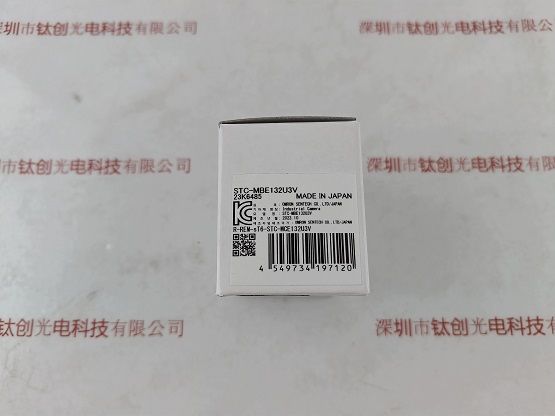 深圳市钛创光电科技有限公司
深圳市钛创光电科技有限公司
STC-MBE132U3V
23K6485 MADE IN JAPAN
OMRON SENTECH CO.,LTD/JAPAN
Industrial Camera
STC-MBE132U3V
2023.10
OMRON SENTECH CO.,LTD/JAPAN
R-REM-sT6-STC-MCE132U3V
4 549734 197120
深圳市钛创光电科技有限公司
深圳市钛创光电科技有限公司
深圳市钛创光电科技有限公司
深圳市钛创光电科技有限公司